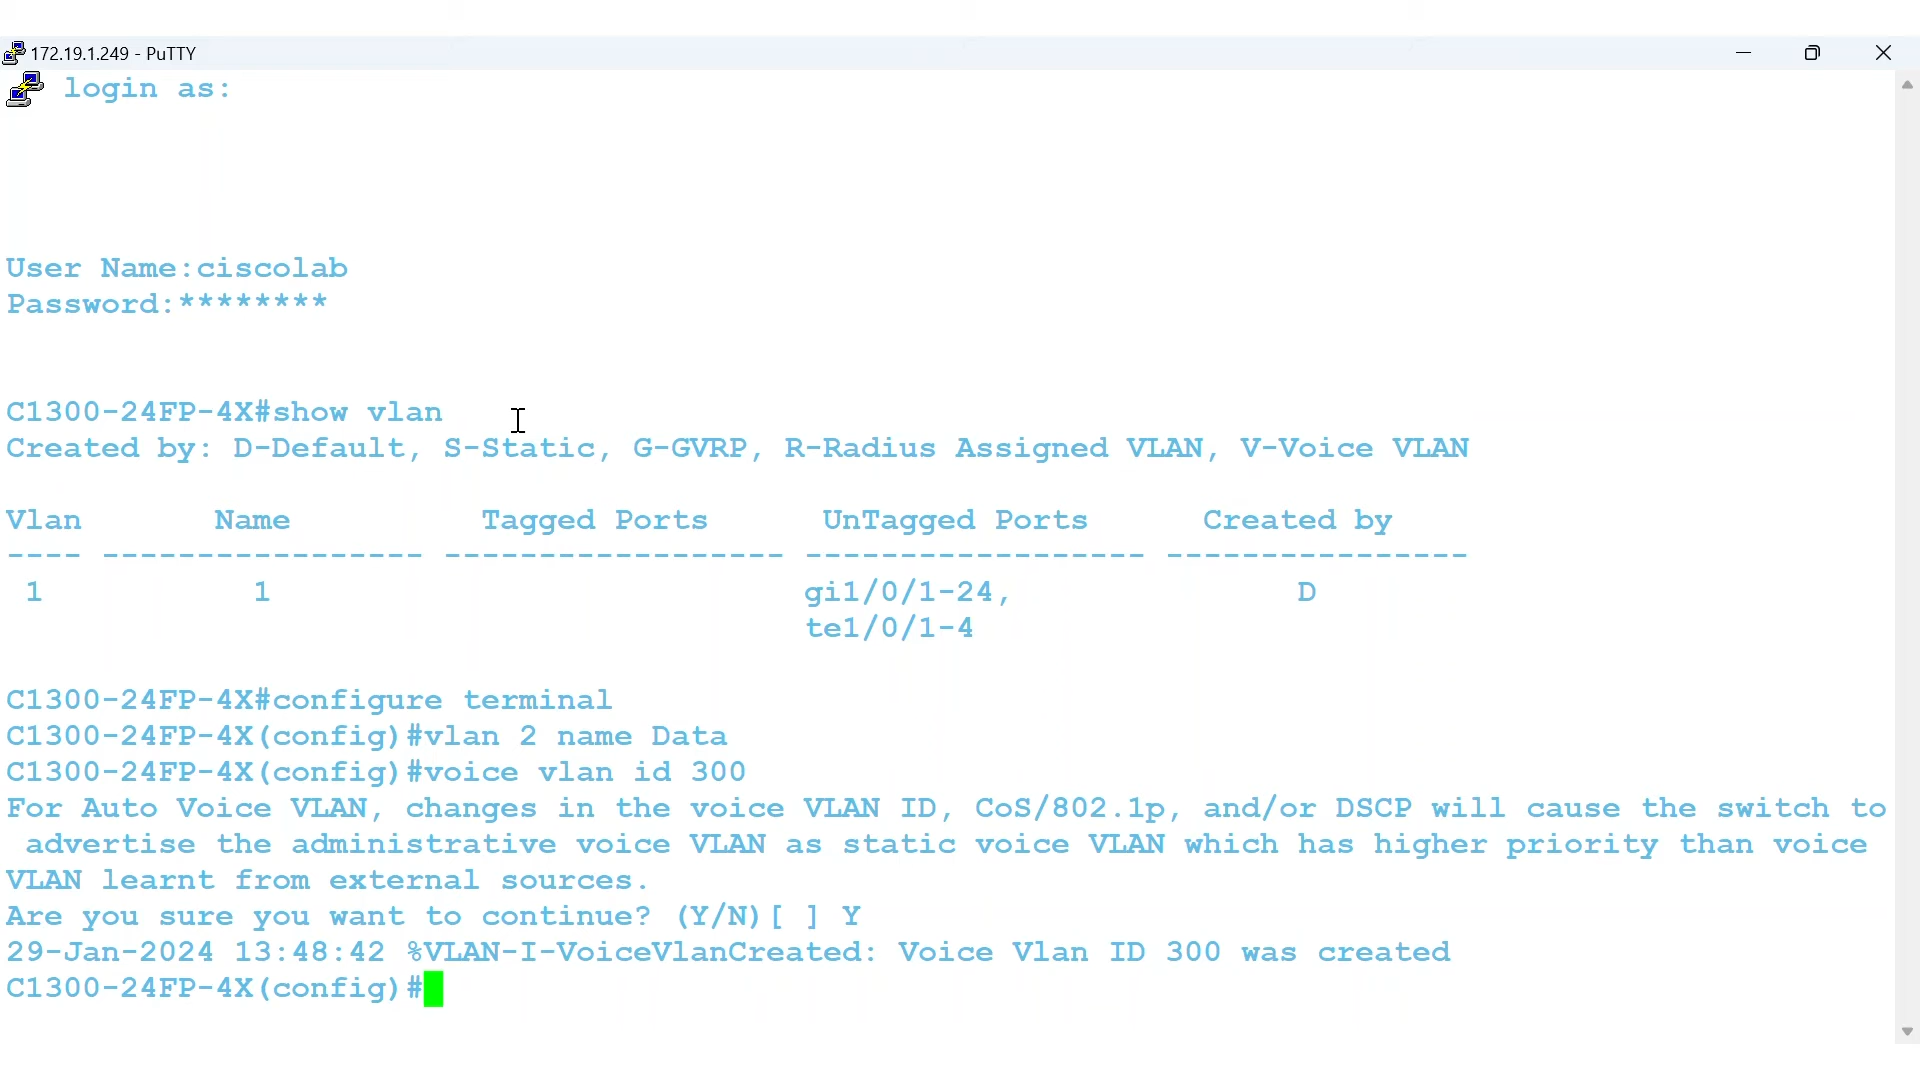 172.19.1.249 - PuTTY
login as:
User Name:ciscolab
Password:********
C1300-24FP-4X#show vlan
Created by: D-Default, S-Static, G-GVRP, R-Radius Assigned VLAN, V-Voice VLAN
Vlan Name Tagged Ports UnTagged Ports Created by
---- ----------------- ------------------ ------------------ ----------------
1 1 gi1/0/1-24, D
te1/0/1-4
C1300-24FP-4X#configure terminal
C1300-24FP-4X(config)#vlan 2 name Data
C1300-24FP-4X(config)#voice vlan id 300
For Auto Voice VLAN, changes in the voice VLAN ID, CoS/802.1p, and/or DSCP will cause the switch to
advertise the administrative voice VLAN as static voice VLAN which has higher priority than voice
VLAN learnt from external sources.
Are you sure you want to continue? (Y/N)[ ] Y
29-Jan-2024 13:48:42 %VLAN-I-VoiceVlanCreated: Voice Vlan ID 300 was created
C1300-24FP-4X(config)#